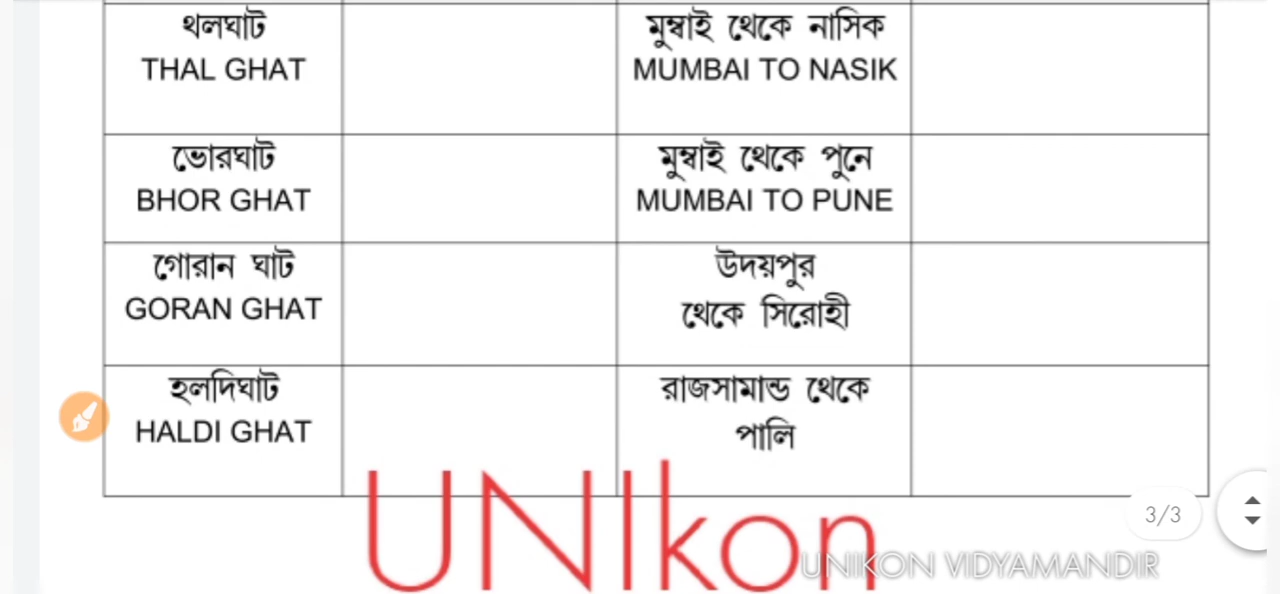 থলঘাট
THAL GHAT
মুম্বাই থেকে নাসিক
MUMBAI TO NASIK
ভোরঘাট
BHOR GHAT
মুম্বাই থেকে পুনে
MUMBAI TO PUNE
গোরান ঘাট
GORAN GHAT
উদয়পুর
থেকে সিরোহী
হলদিঘাট
HALDI GHAT
রাজসামান্ড থেকে
পালি
UNIkon
3/3
UNIKON VIDYAMANDIR